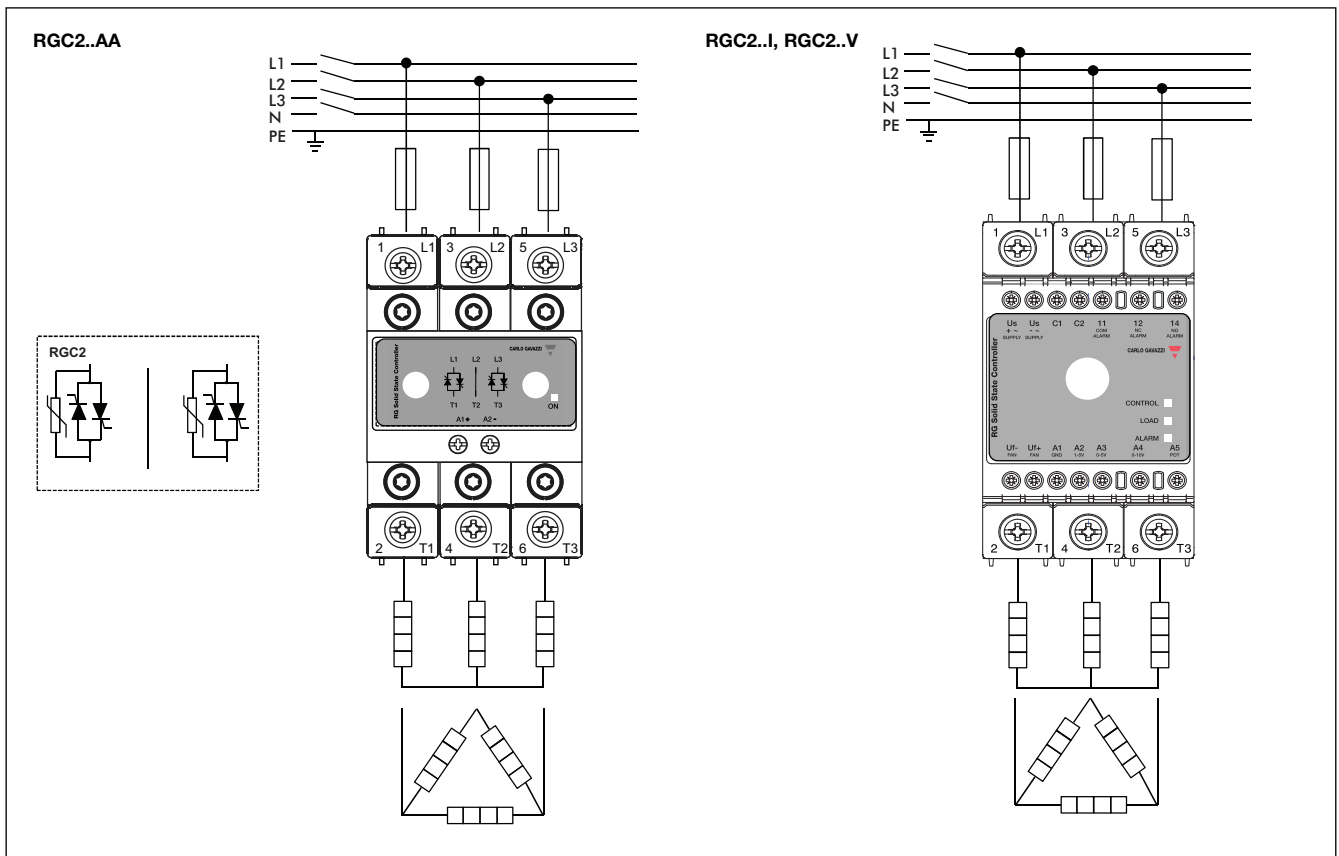 RGC2..AA
L1
L2
L3
N
PE
1 L1 3 L2 5 L3
RG Solid State Controller
CARLO GAVAZZI
L1 L2 L3
T1 T2 T3
ON
A1+ A2-
2 T1 4 T2 6 T3
RGC2
RGC2..I, RGC2..V
L1
L2
L3
N
PE
1 L1 3 L2 5 L3
Us Us C1 C2 11 12 14
+ ~ - ~ COM NC NO
SUPPLY SUPPLY ALARM ALARM ALARM
RG Solid State Controller
CARLO GAVAZZI
CONTROL
LOAD
ALARM
Uf- Uf+ A1 A2 A3 A4 A5
FAN FAN GND 1-5V 0-5V 0-10V POT
2 T1 4 T2 6 T3